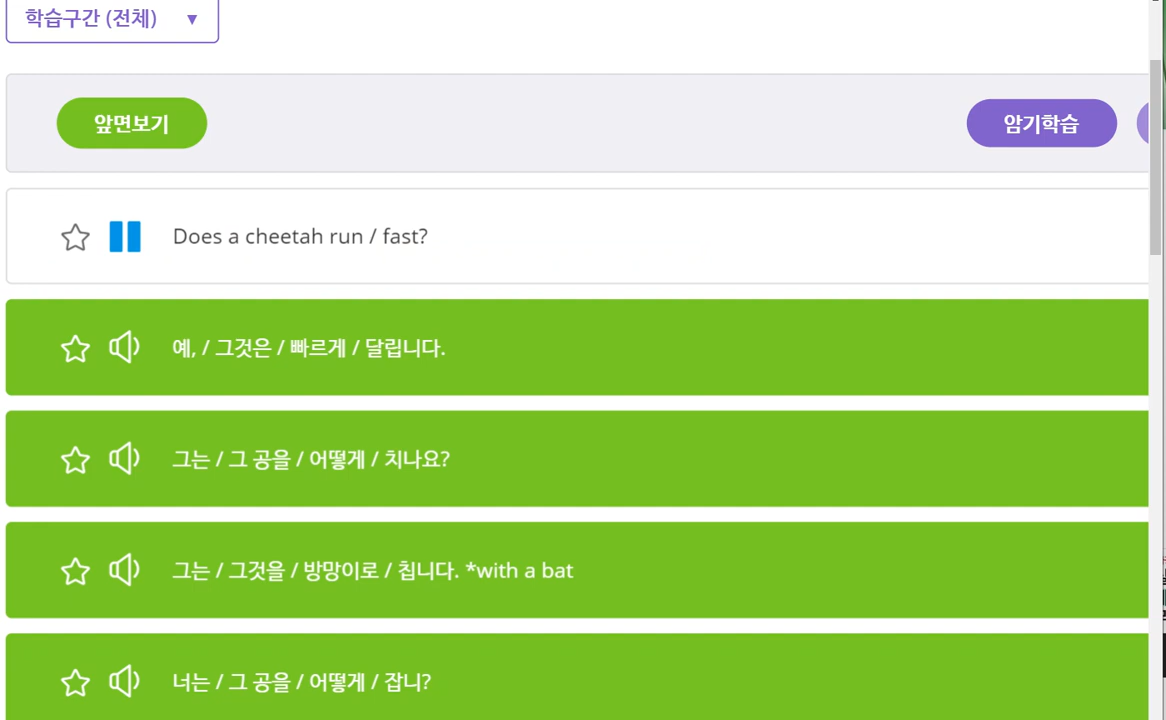 학습구간 (전체) ▼
앞면보기 암기학습
Does a cheetah run / fast?
예, / 그것은 / 빠르게 / 달립니다.
그는 / 그 공을 / 어떻게 / 치나요?
그는 / 그것을 / 방망이로 / 칩니다. *with a bat
너는 / 그 공을 / 어떻게 / 잡니?